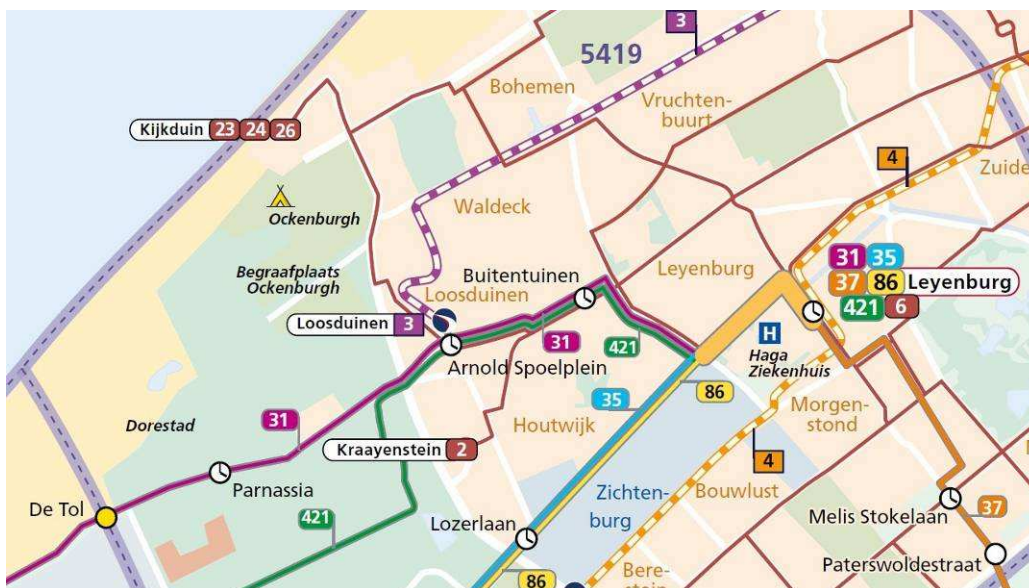 3
5419
Bohemen
Vruchten-
buurt
Kijkduin 23 24 26
4
Zuide
Ockenburgh
Waldeck
Begraafplaats
Ockenburgh
Buitentuinen
Leyenburg
31 35
37 86 Leyenburg
421 6
Loosduinen
Loosduinen 3
31
421
H
Haga
Ziekenhuis
Arnold Spoelplein
35
86
Dorestad
31
Houtwijk
Morgen-
stond
Kraayenstein 2
4
Parnassia
Bouwlust
De Tol
421
Zichten-
burg
Lozerlaan
Melis Stokelaan
37
Paterswoldestraat
86
Bere-
stein